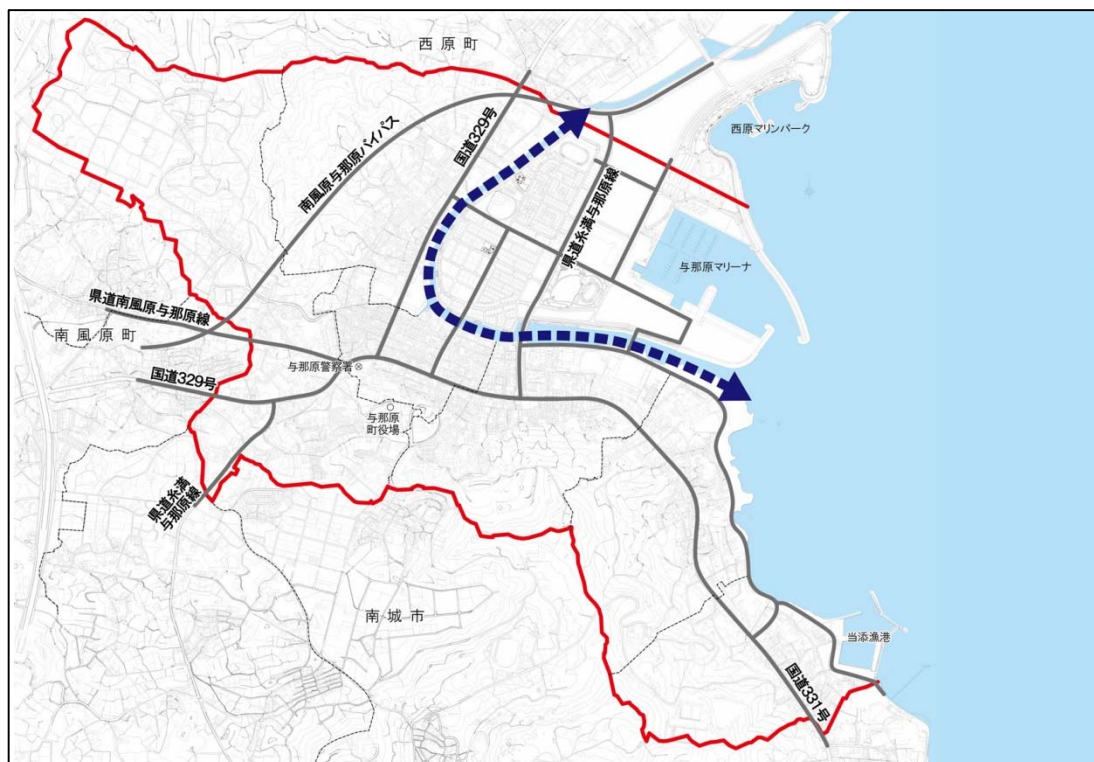 西原町
西原マリンパーク
国道329号
南風原与那原バイパス
県道糸満与那原線
与那原マリーナ
県道南風原与那原線
南風原町
与那原警察署
国道329号
与那原
町役場
県道糸満
与那原線
南城市
当添漁港
国道331号